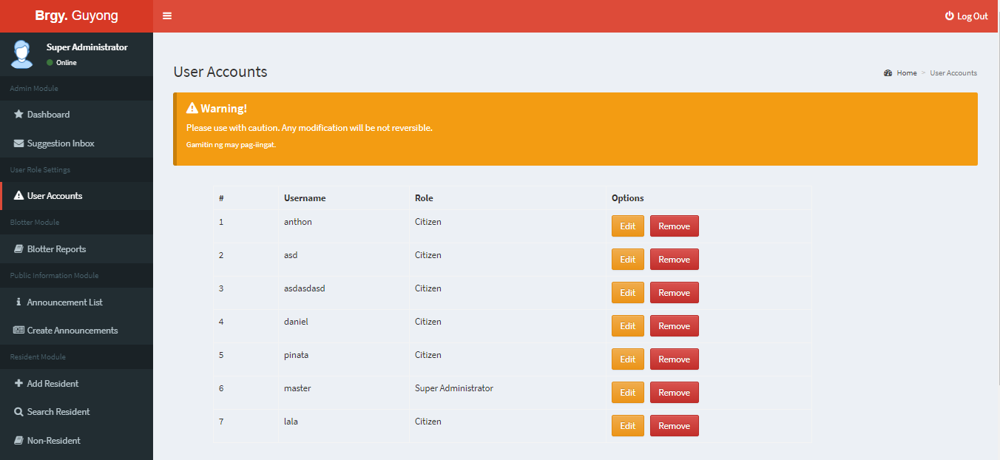 Brgy. Guyong
Log Out
Super Administrator
Online
Admin Module
Dashboard
Suggestion Inbox
User Role Settings
User Accounts
Blotter Module
Blotter Reports
Public Information Module
Announcement List
Create Announcements
Resident Module
Add Resident
Search Resident
Non-Resident
User Accounts
Home > User Accounts
Warning!
Please use with caution. Any modification will be not reversible.
Gamitin ng may pag-iingat.
# Username Role Options
1 anthon Citizen Edit Remove
2 asd Citizen Edit Remove
3 asdasdasd Citizen Edit Remove
4 daniel Citizen Edit Remove
5 pinata Citizen Edit Remove
6 master Super Administrator Edit Remove
7 lala Citizen Edit Remove